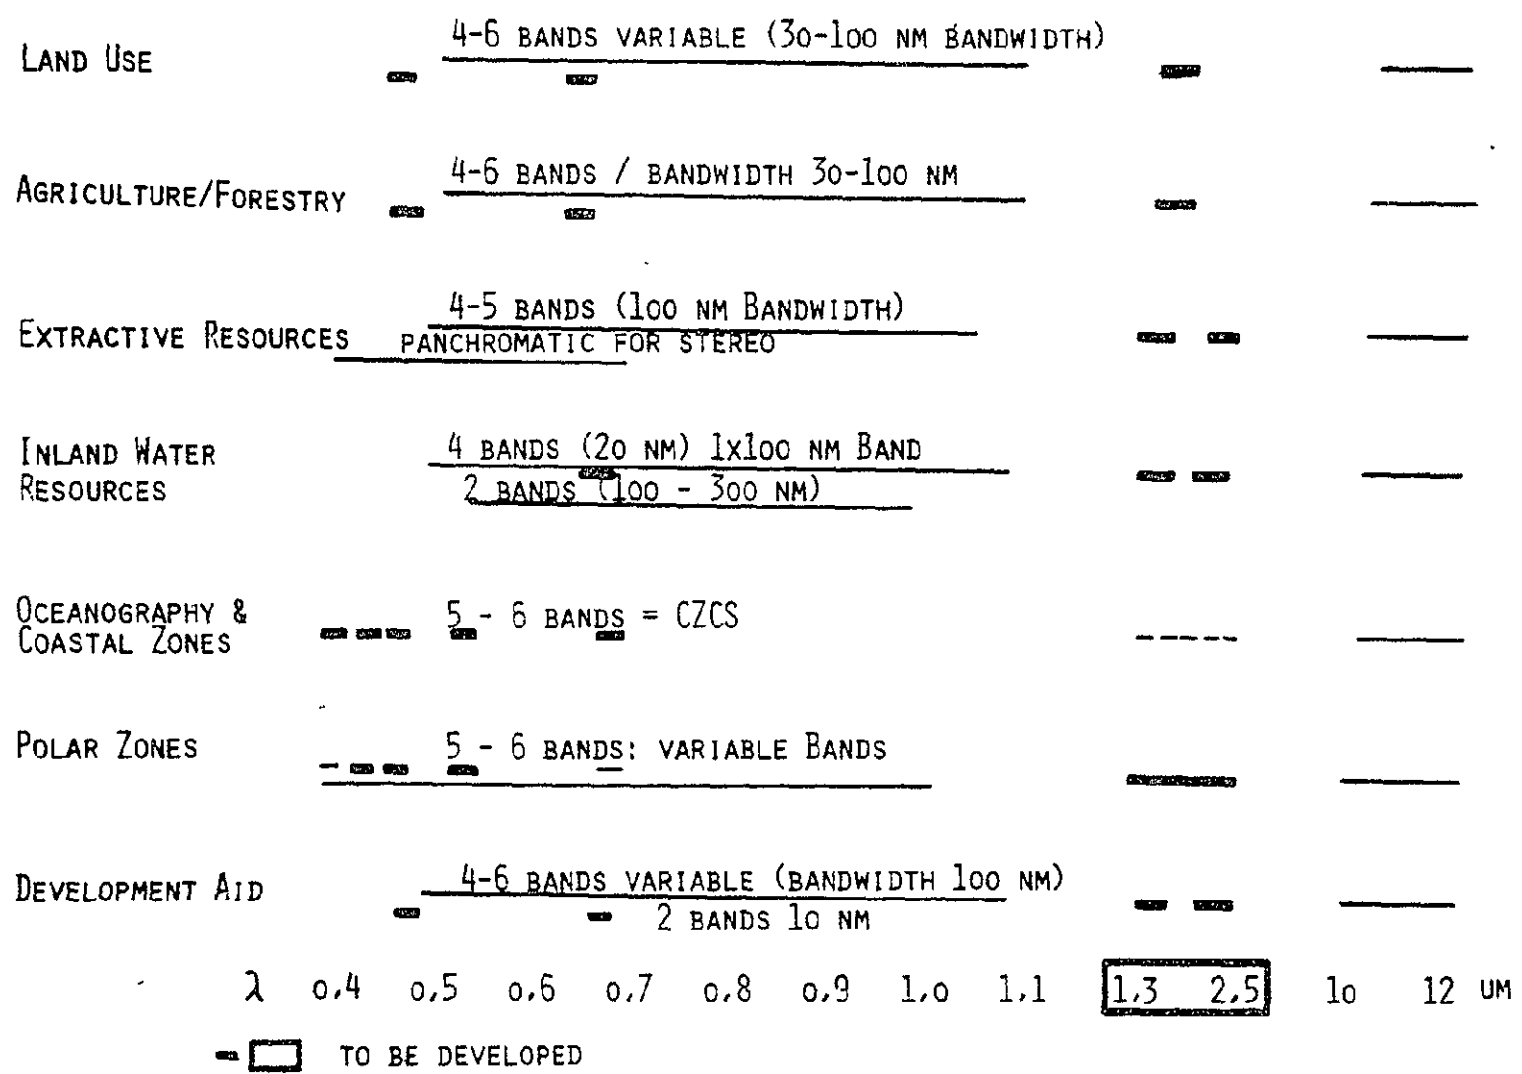 4-6 BANDS VARIABLE (30-100 NM BANDWIDTH)
LAND USE
4-6 BANDS / BANDWIDTH 30-100 NM
AGRICULTURE/FORESTRY
4-5 BANDS (100 NM BANDWIDTH)
EXTRACTIVE RESOURCES PANCHROMATIC FOR STEREO
INLAND WATER 4 BANDS (20 NM) 1x100 NM BAND
RESOURCES 2 BANDS (100 - 300 NM)
OCEANOGRAPHY & 5 - 6 BANDS = CZCS
COASTAL ZONES
POLAR ZONES 5 - 6 BANDS: VARIABLE BANDS
DEVELOPMENT AID 4-6 BANDS VARIABLE (BANDWIDTH 100 NM)
2 BANDS 10 NM
λ 0,4 0,5 0,6 0,7 0,8 0,9 1,0 1,1 1,3 2,5 10 12 UM
TO BE DEVELOPED